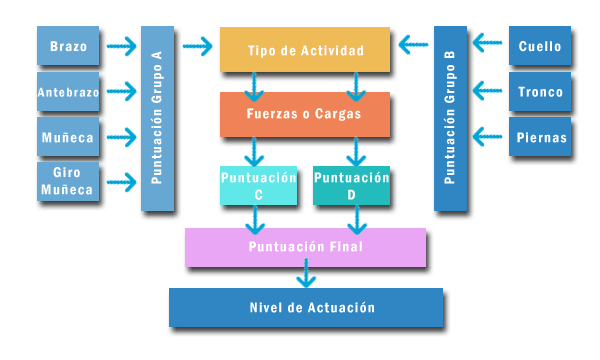 Brazo
Antebrazo
Muñeca
Giro
Muñeca
Puntuación Grupo A
Tipo de Actividad
Fuerzas o Cargas
Puntuación
C
Puntuación
D
Puntuación Final
Nivel de Actuación
Puntuación Grupo B
Cuello
Tronco
Piernas